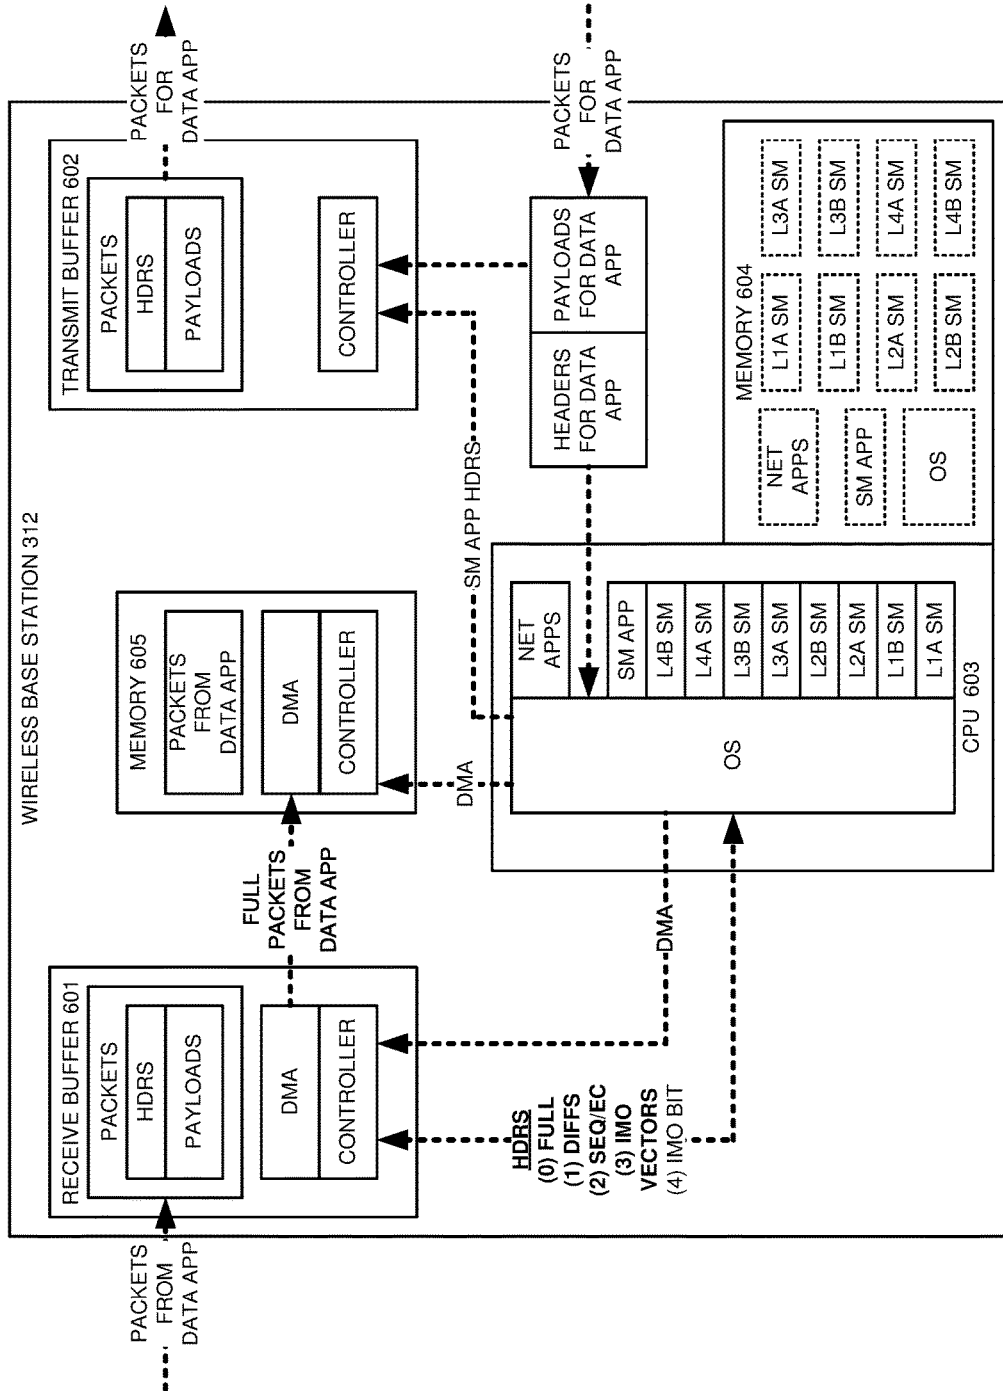 WIRELESS BASE STATION 312
PACKETS
FROM
DATA APP
RECEIVE BUFFER 601
PACKETS
HDRS
PAYLOADS
DMA
CONTROLLER
FULL
PACKETS
FROM
DATA APP
MEMORY 605
PACKETS
FROM
DATA APP
DMA
CONTROLLER
TRANSMIT BUFFER 602
PACKETS
HDRS
PAYLOADS
CONTROLLER
PACKETS
FOR
DATA APP
HDRS
(0) FULL
(1) DIFFS
(2) SEQ/EC
(3) IMO
VECTORS
(4) IMO BIT
DMA
DMA
SM APP HDRS
OS
NET
APPS
SM APP
L4B SM
L4A SM
L3B SM
L3A SM
L2B SM
L2A SM
L1B SM
L1A SM
CPU 603
HEADERS
FOR DATA
APP
PAYLOADS
FOR DATA
APP
PACKETS
FOR
DATA APP
MEMORY 604
NET
APPS
SM APP
OS
L1A SM
L1B SM
L2A SM
L2B SM
L3A SM
L3B SM
L4A SM
L4B SM